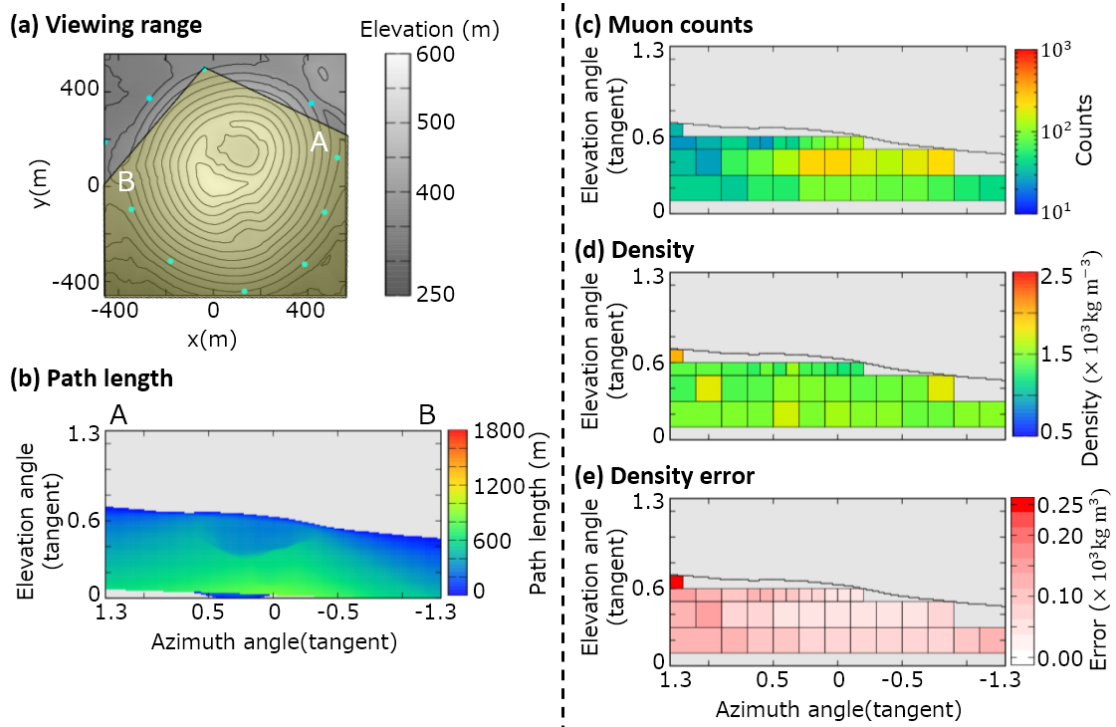 (a) Viewing range
Elevation (m)
600
500
400
250
400
0
-400
y(m)
-400
0
400
x(m)
A
B
(b) Path length
A
B
1.3
0.6
0
Elevation angle
(tangent)
1.3
0.5
0
-0.5
-1.3
Azimuth angle(tangent)
1800
1200
600
0
Path length (m)
(c) Muon counts
1.3
0.6
0
Elevation angle
(tangent)
10³
10²
10¹
Counts
(d) Density
1.3
0.6
0
Elevation angle
(tangent)
2.5
1.5
0.5
Density (× 10³ kg m⁻³)
(e) Density error
1.3
0.6
0
Elevation angle
(tangent)
1.3
0.5
0
-0.5
-1.3
Azimuth angle(tangent)
0.25
0.20
0.10
0.00
Error (× 10³ kg m³)